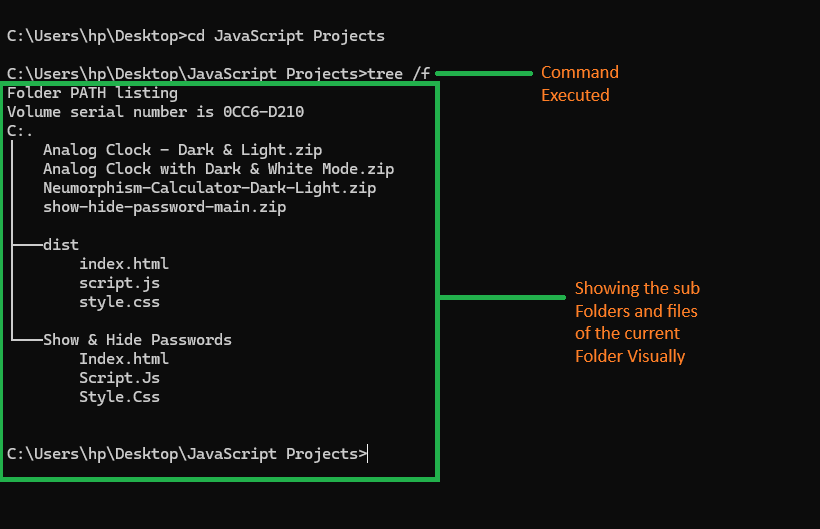 C:\Users\hp\Desktop>cd JavaScript Projects
C:\Users\hp\Desktop\JavaScript Projects>tree /f
Command
Executed
Folder PATH listing
Volume serial number is 0CC6-D210
C:.
Analog Clock - Dark & Light.zip
Analog Clock with Dark & White Mode.zip
Neumorphism-Calculator-Dark-Light.zip
show-hide-password-main.zip
dist
index.html
script.js
style.css
Showing the sub
Folders and files
of the current
Folder Visually
Show & Hide Passwords
Index.html
Script.Js
Style.Css
C:\Users\hp\Desktop\JavaScript Projects>